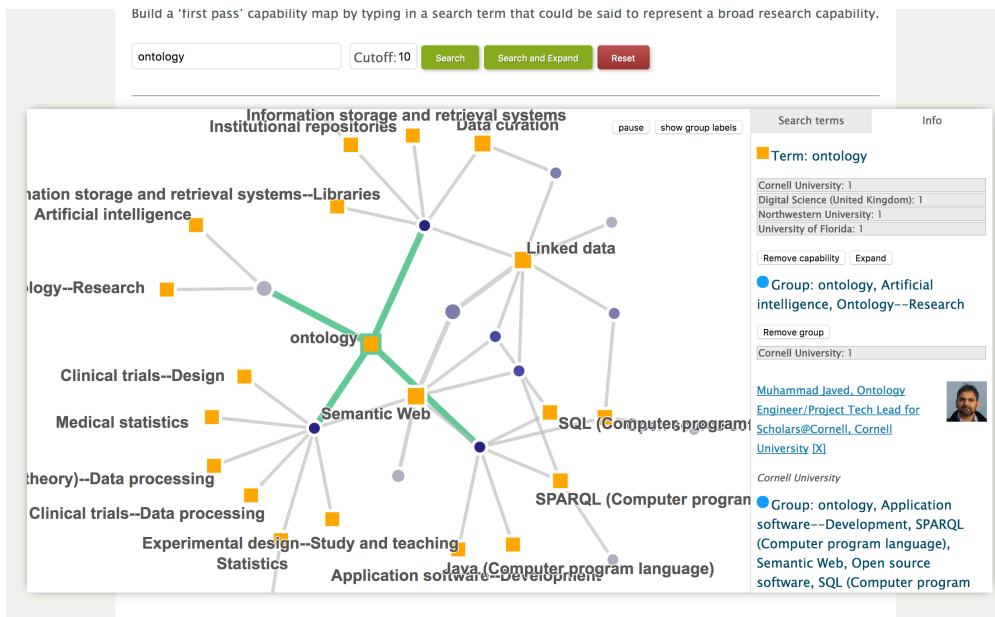 Build a 'first pass' capability map by typing in a search term that could be said to represent a broad research capability.
ontology
Cutoff: 10
Search
Search and Expand
Reset
pause
show group labels
Information storage and retrieval systems
Institutional repositories
Data curation
nation storage and retrieval systems--Libraries
Artificial intelligence
Linked data
logy--Research
ontology
Clinical trials--Design
Semantic Web
Medical statistics
SQL (Computer program
theory)--Data processing
SPARQL (Computer program
Clinical trials--Data processing
Experimental design--Study and teaching
Statistics
Java (Computer program language)
Application software--Development
Search terms
Info
Term: ontology
Cornell University: 1
Digital Science (United Kingdom): 1
Northwestern University: 1
University of Florida: 1
Remove capability
Expand
Group: ontology, Artificial
intelligence, Ontology--Research
Remove group
Cornell University: 1
Muhammad Javed, Ontology
Engineer/Project Tech Lead for
Scholars@Cornell, Cornell
University [X]
Cornell University
Group: ontology, Application
software--Development, SPARQL
(Computer program language),
Semantic Web, Open source
software, SQL (Computer program